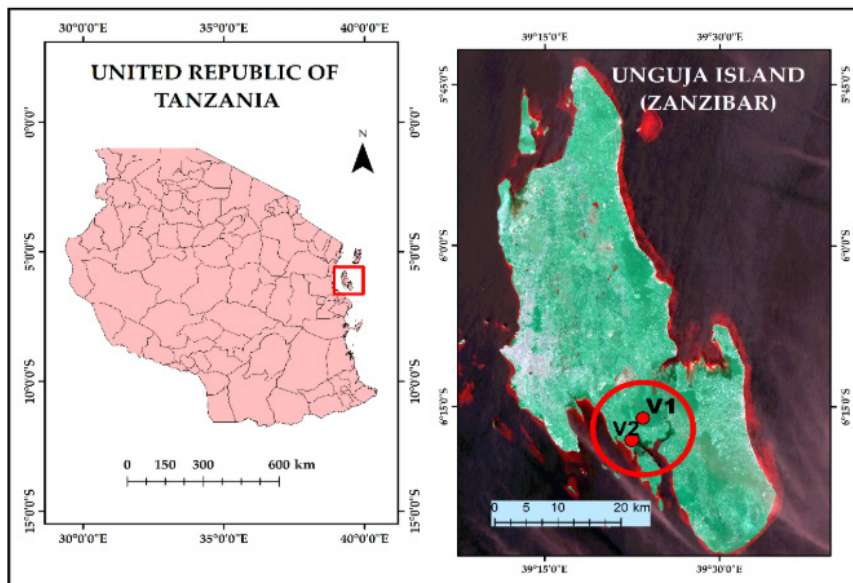 30°0'0"E 35°0'0"E 40°0'0"E
UNITED REPUBLIC OF
TANZANIA
N
0°0'0"
5°0'0"S
10°0'0"S
15°0'0"S
0°0'0"
5°0'0"S
10°0'0"S
15°0'0"S
0 150 300 600 km
30°0'0"E 35°0'0"E 40°0'0"E
39°15'0"E 39°30'0"E
UNGUJA ISLAND
(ZANZIBAR)
5°45'S
6°0'0"S
6°15'S
5°45'S
6°0'0"S
6°15'S
V1
V2
0 5 10 20 km
39°15'0"E 39°30'0"E